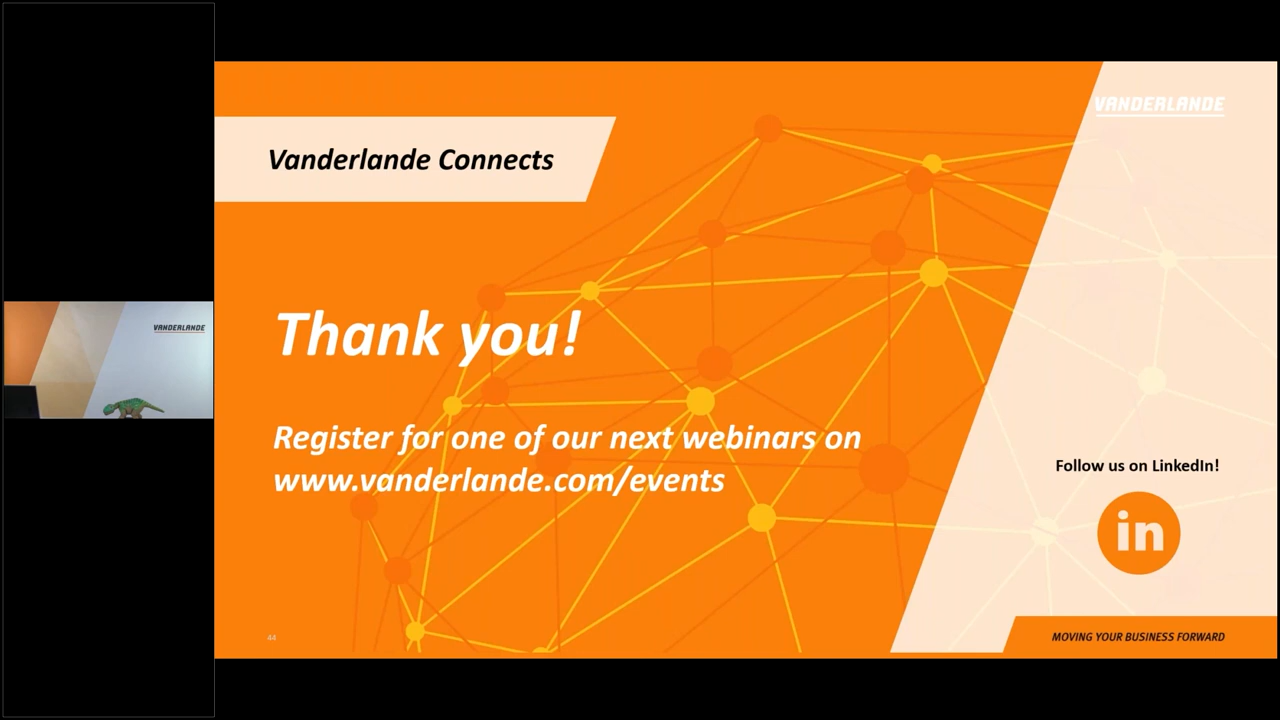 VANDERLANDE
VANDERLANDE
Vanderlande Connects
Thank you!
Register for one of our next webinars on
www.vanderlande.com/events
Follow us on LinkedIn!
in
44
MOVING YOUR BUSINESS FORWARD